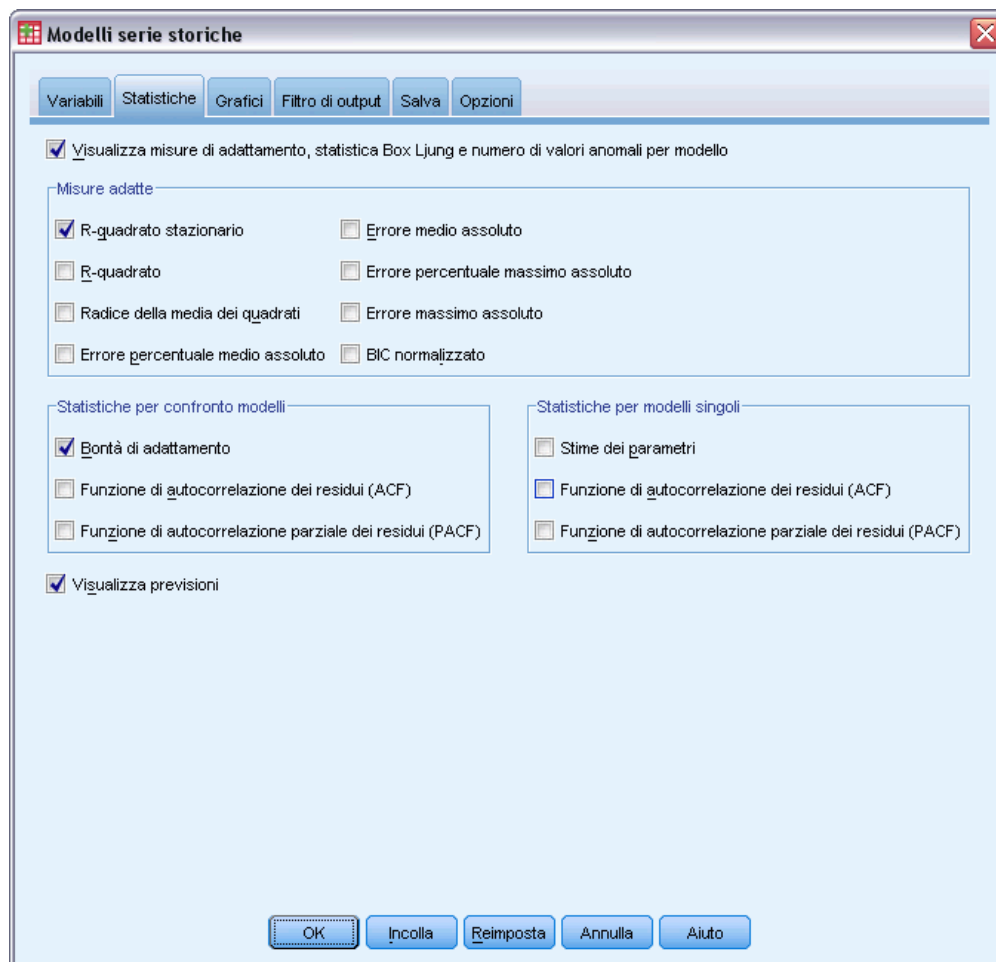 Modelli serie storiche
Variabili Statistiche Grafici Filtro di output Salva Opzioni
Visualizza misure di adattamento, statistica Box Ljung e numero di valori anomali per modello
Misure adatte
R-quadrato stazionario Errore medio assoluto
R-quadrato Errore percentuale massimo assoluto
Radice della media dei quadrati Errore massimo assoluto
Errore percentuale medio assoluto BIC normalizzato
Statistiche per confronto modelli
Bontà di adattamento
Funzione di autocorrelazione dei residui (ACF)
Funzione di autocorrelazione parziale dei residui (PACF)
Statistiche per modelli singoli
Stime dei parametri
Funzione di autocorrelazione dei residui (ACF)
Funzione di autocorrelazione parziale dei residui (PACF)
Visualizza previsioni
OK Incolla Reimposta Annulla Aiuto